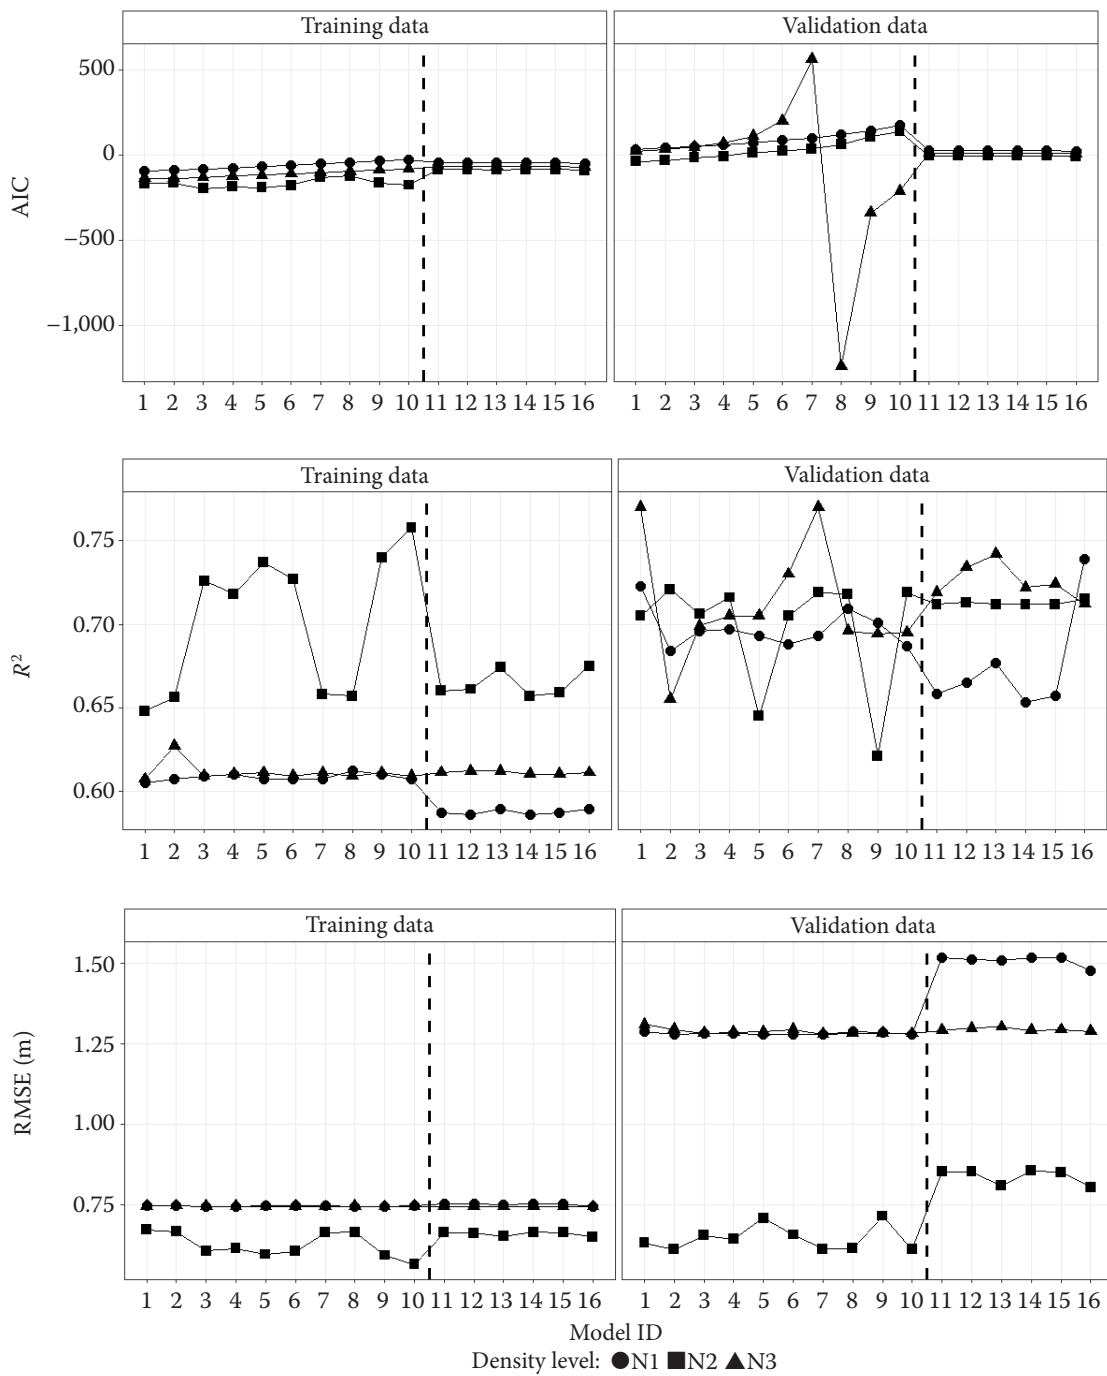 Training data
Validation data
AIC
500
0
−500
−1,000
1 2 3 4 5 6 7 8 9 10 11 12 13 14 15 16
1 2 3 4 5 6 7 8 9 10 11 12 13 14 15 16
Training data
Validation data
R²
0.75
0.70
0.65
0.60
1 2 3 4 5 6 7 8 9 10 11 12 13 14 15 16
1 2 3 4 5 6 7 8 9 10 11 12 13 14 15 16
Training data
Validation data
RMSE (m)
1.50
1.25
1.00
0.75
1 2 3 4 5 6 7 8 9 10 11 12 13 14 15 16
1 2 3 4 5 6 7 8 9 10 11 12 13 14 15 16
Model ID
Density level: N1 N2 N3